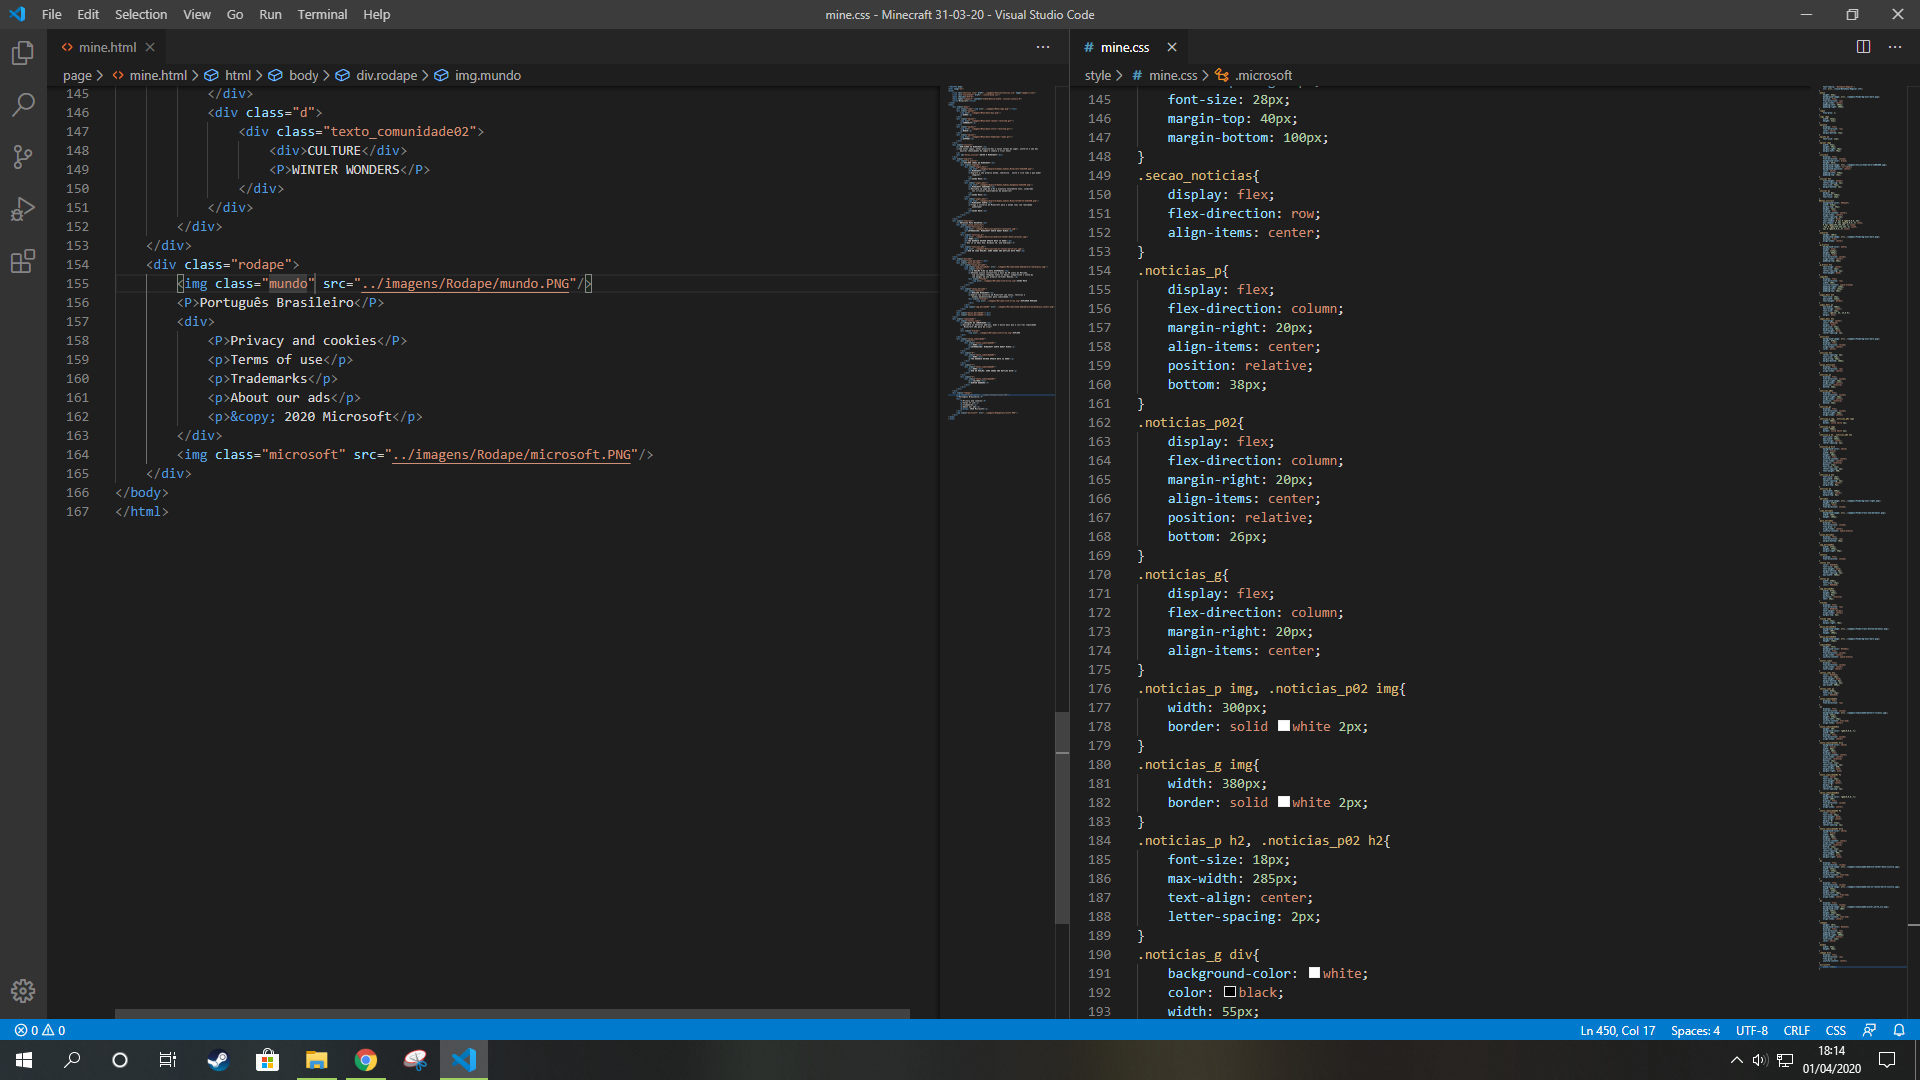 File Edit Selection View Go Run Terminal Help
mine.css - Minecraft 31-03-20 - Visual Studio Code
mine.html
page > mine.html > html > body > div.rodape > img.mundo
145 </div>
146 <div class="d">
147 <div class="texto_comunidade02">
148 <div>CULTURE</div>
149 <P>WINTER WONDERS</P>
150 </div>
151 </div>
152 </div>
153 </div>
154 <div class="rodape">
155 <img class="mundo" src="../imagens/Rodape/mundo.PNG"/>
156 <P>Português Brasileiro</P>
157 <div>
158 <P>Privacy and cookies</P>
159 <p>Terms of use</p>
160 <p>Trademarks</p>
161 <p>About our ads</p>
162 <p>&copy; 2020 Microsoft</p>
163 </div>
164 <img class="microsoft" src="../imagens/Rodape/microsoft.PNG"/>
165 </div>
166 </body>
167 </html>
# mine.css
style > # mine.css > .microsoft
145 font-size: 28px;
146 margin-top: 40px;
147 margin-bottom: 100px;
148 }
149 .secao_noticias{
150 display: flex;
151 flex-direction: row;
152 align-items: center;
153 }
154 .noticias_p{
155 display: flex;
156 flex-direction: column;
157 margin-right: 20px;
158 align-items: center;
159 position: relative;
160 bottom: 38px;
161 }
162 .noticias_p02{
163 display: flex;
164 flex-direction: column;
165 margin-right: 20px;
166 align-items: center;
167 position: relative;
168 bottom: 26px;
169 }
170 .noticias_g{
171 display: flex;
172 flex-direction: column;
173 margin-right: 20px;
174 align-items: center;
175 }
176 .noticias_p img, .noticias_p02 img{
177 width: 300px;
178 border: solid white 2px;
179 }
180 .noticias_g img{
181 width: 380px;
182 border: solid white 2px;
183 }
184 .noticias_p h2, .noticias_p02 h2{
185 font-size: 18px;
186 max-width: 285px;
187 text-align: center;
188 letter-spacing: 2px;
189 }
190 .noticias_g div{
191 background-color: white;
192 color: black;
193 width: 55px;
0 0
Ln 450, Col 17 Spaces: 4 UTF-8 CRLF CSS
18:14
01/04/2020